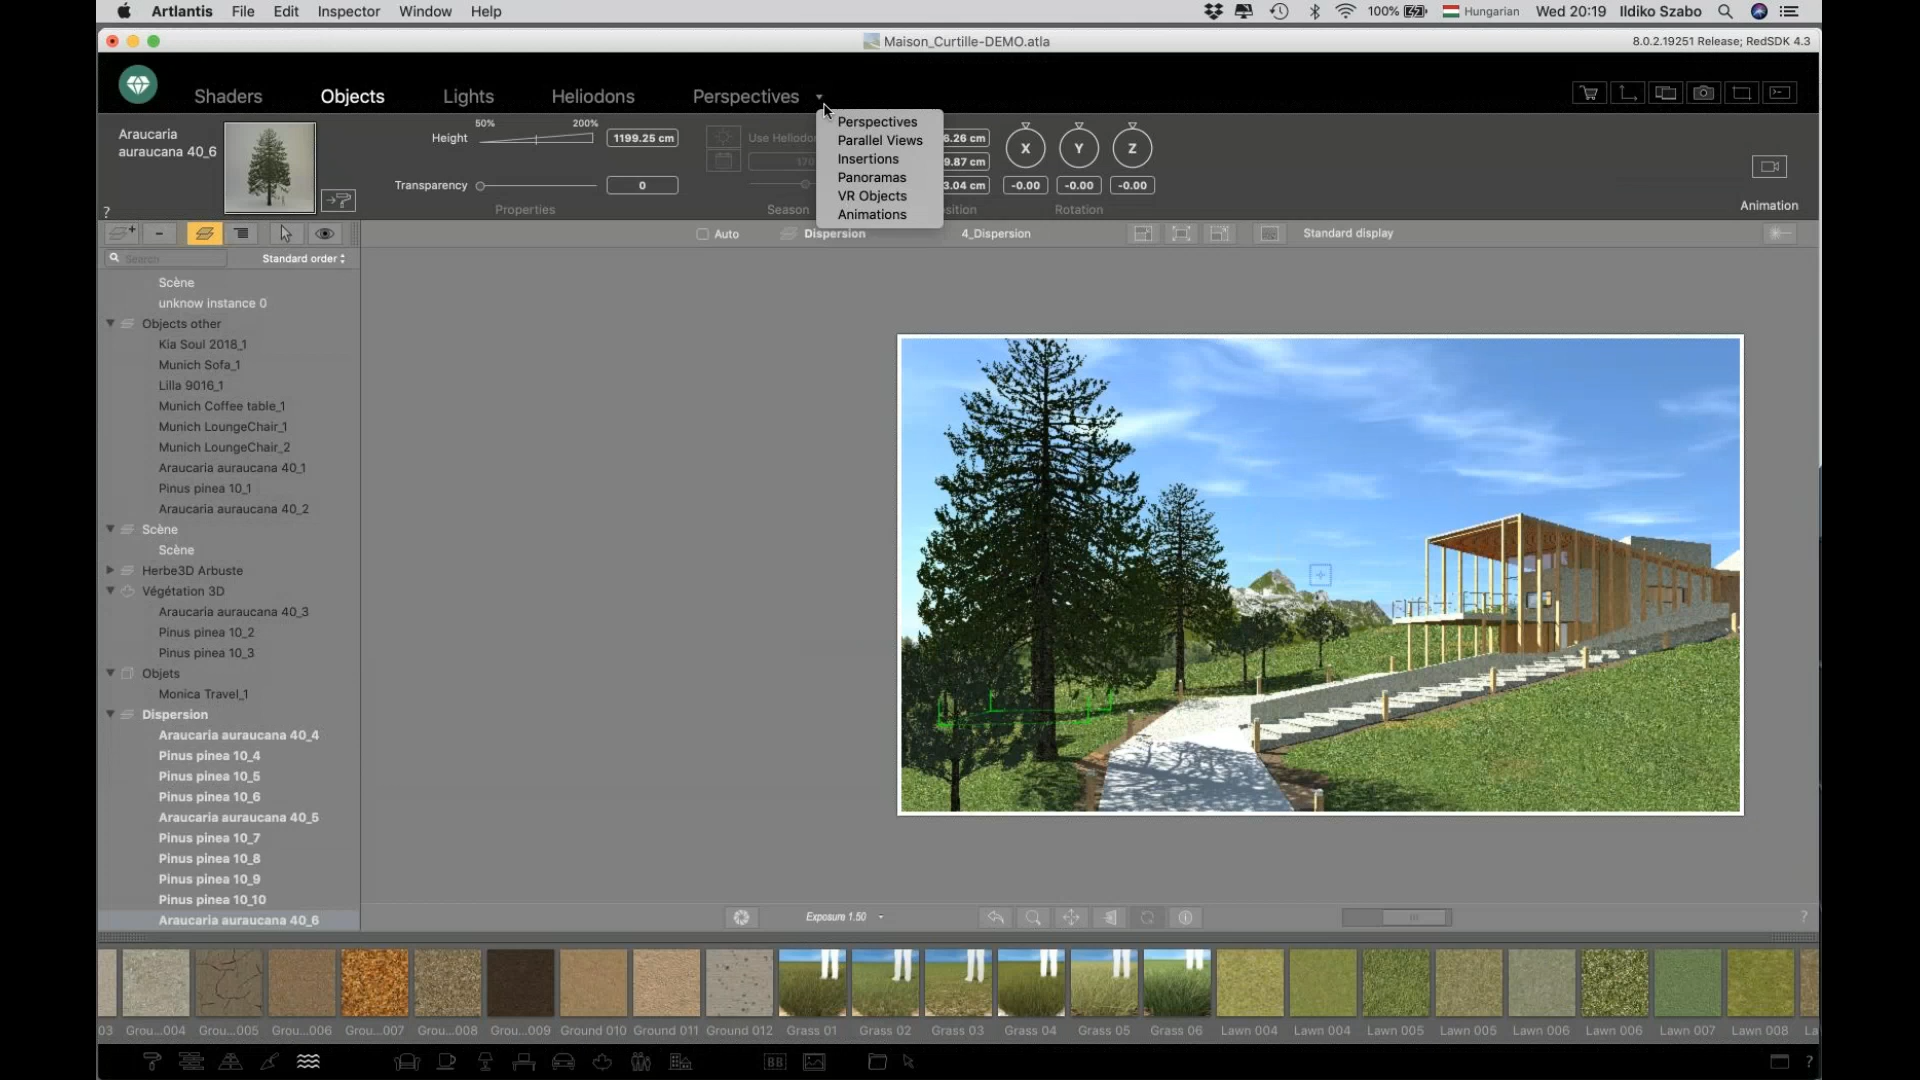 Artlantis File Edit Inspector Window Help
100% Hungarian Wed 20:19 Ildiko Szabo
Maison_Curtille-DEMO.atla
8.0.2.19251 Release; RedSDK 4.3
Shaders Objects Lights Heliodons Perspectives
Perspectives
Parallel Views
Insertions
Panoramas
VR Objects
Animations
Araucaria
auraucana 40_6
?
50% 200%
Height 1199.25 cm
Transparency 0
Properties
Season
Rotation
X Y Z
-0.00 -0.00 -0.00
Animation
Auto Dispersion 4_Dispersion Standard display
Search Standard order
Scène
unknow instance 0
Objects other
Kia Soul 2018_1
Munich Sofa_1
Lilla 9016_1
Munich Coffee table_1
Munich LoungeChair_1
Munich LoungeChair_2
Araucaria auraucana 40_1
Pinus pinea 10_1
Araucaria auraucana 40_2
Scène
Scène
Herbe3D Arbuste
Végétation 3D
Araucaria auraucana 40_3
Pinus pinea 10_2
Pinus pinea 10_3
Objets
Monica Travel_1
Dispersion
Araucaria auraucana 40_4
Pinus pinea 10_4
Pinus pinea 10_5
Pinus pinea 10_6
Araucaria auraucana 40_5
Pinus pinea 10_7
Pinus pinea 10_8
Pinus pinea 10_9
Pinus pinea 10_10
Araucaria auraucana 40_6
Exposure 1.50
?
03 Grou...004 Grou...005 Grou...006 Grou...007 Grou...008 Grou...009 Ground 010 Ground 011 Ground 012 Grass 01 Grass 02 Grass 03 Grass 04 Grass 05 Grass 06 Lawn 004 Lawn 004 Lawn 005 Lawn 005 Lawn 006 Lawn 006 Lawn 007 Lawn 008 La
BB
?